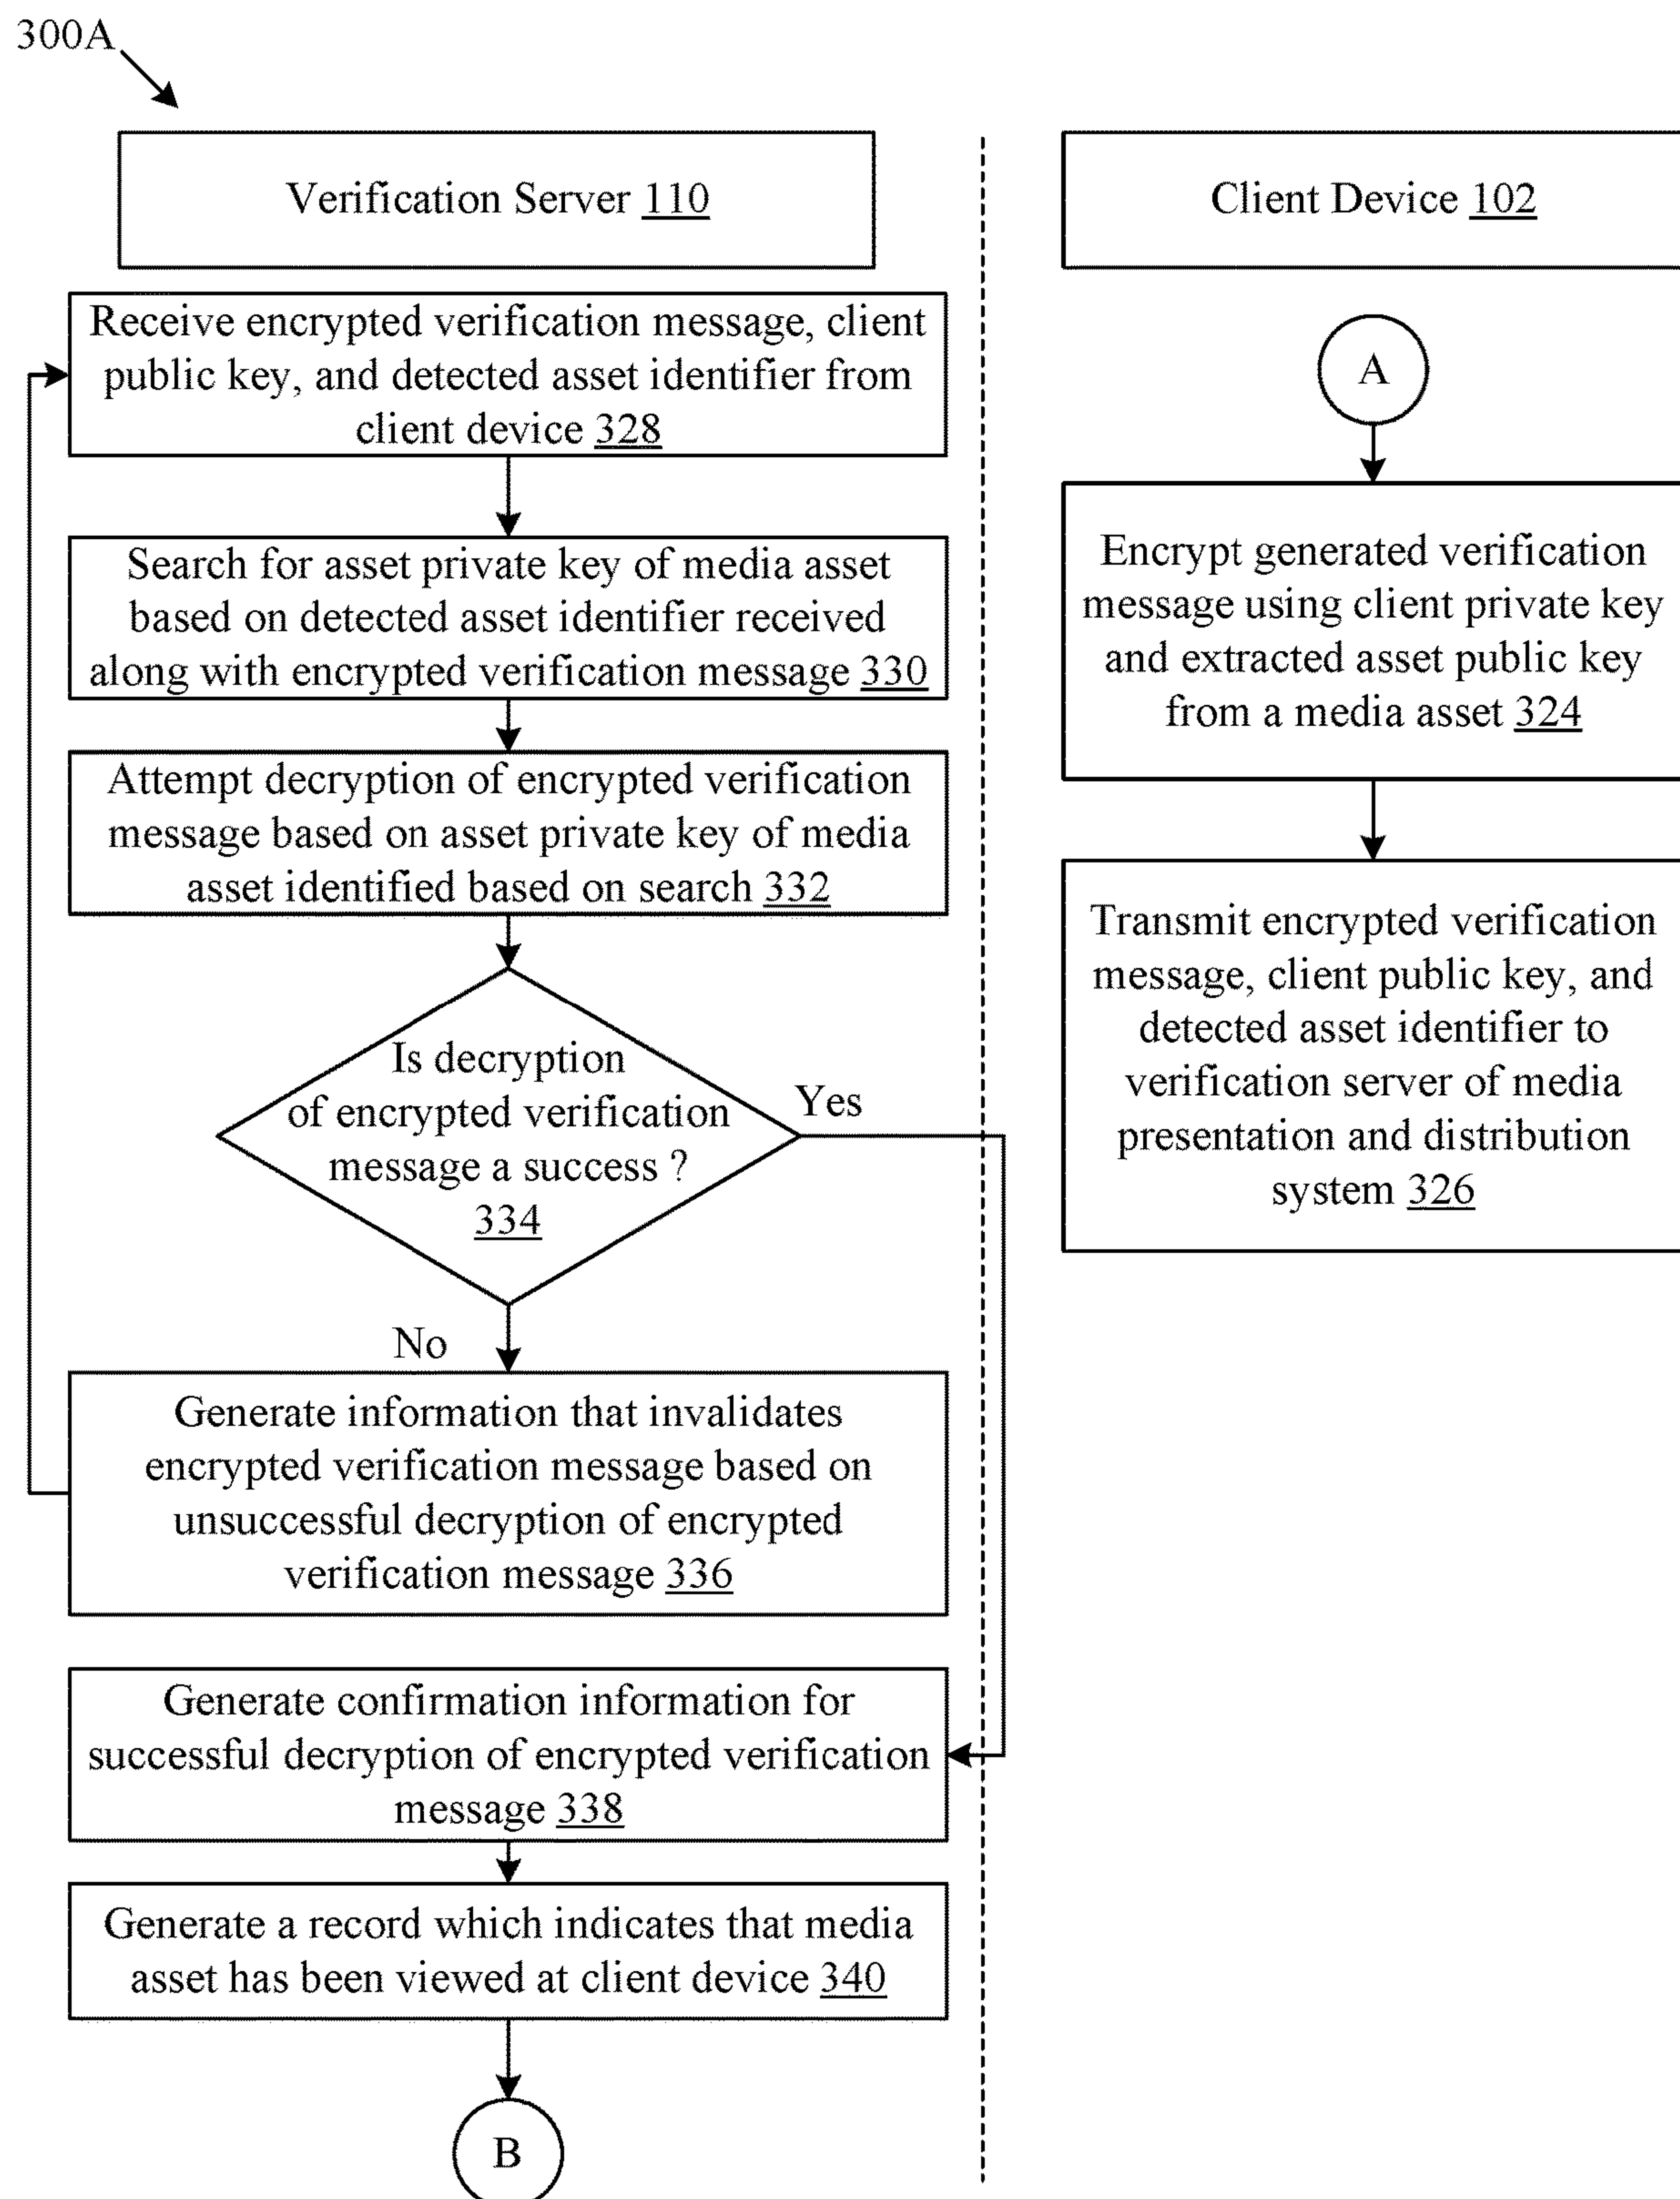 300A
Verification Server 110
Receive encrypted verification message, client
public key, and detected asset identifier from
client device 328
Search for asset private key of media asset
based on detected asset identifier received
along with encrypted verification message 330
Attempt decryption of encrypted verification
message based on asset private key of media
asset identified based on search 332
Is decryption
of encrypted verification
message a success ?
334
Yes
No
Generate information that invalidates
encrypted verification message based on
unsuccessful decryption of encrypted
verification message 336
Generate confirmation information for
successful decryption of encrypted verification
message 338
Generate a record which indicates that media
asset has been viewed at client device 340
B
Client Device 102
A
Encrypt generated verification
message using client private key
and extracted asset public key
from a media asset 324
Transmit encrypted verification
message, client public key, and
detected asset identifier to
verification server of media
presentation and distribution
system 326